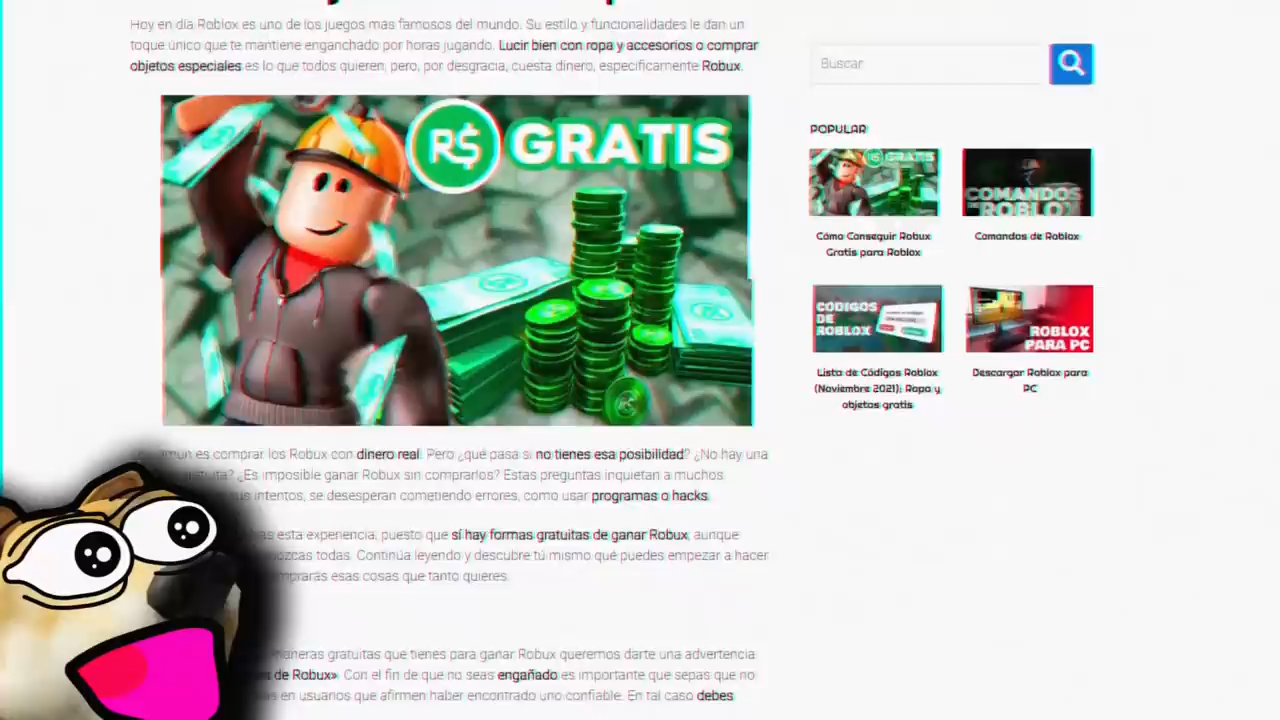 Hoy en día Roblox es uno de los juegos más famosos del mundo. Su estilo y funcionalidades le dan un
toque único que te mantiene enganchado por horas jugando. Lucir bien con ropa y accesorios o comprar
objetos especiales es lo que todos quieren, pero, por desgracia, cuesta dinero, específicamente Robux.
R$ GRATIS
es comprar los Robux con dinero real. Pero ¿qué pasa si no tienes esa posibilidad? ¿No hay una
¿Es imposible ganar Robux sin comprarlos? Estas preguntas inquietan a muchos
intentos, se desesperan cometiendo errores, como usar programas o hacks.
esta experiencia, puesto que sí hay formas gratuitas de ganar Robux, aunque
todas. Continúa leyendo y descubre tú mismo qué puedes empezar a hacer
esas cosas que tanto quieres.
gratuitas que tienes para ganar Robux queremos darte una advertencia
de Robux». Con el fin de que no seas engañado es importante que sepas que no
en usuarios que afirmen haber encontrado uno confiable. En tal caso debes
Buscar
POPULAR
R$ GRATIS
COMANDOS
DE ROBLOX
Cómo Conseguir Robux
Gratis para Roblox
Comandos de Roblox
CÓDIGOS
DE
ROBLOX
ROBLOX
PARA PC
Lista de Códigos Roblox
(Noviembre 2021): Ropa y
objetos gratis
Descargar Roblox para
PC